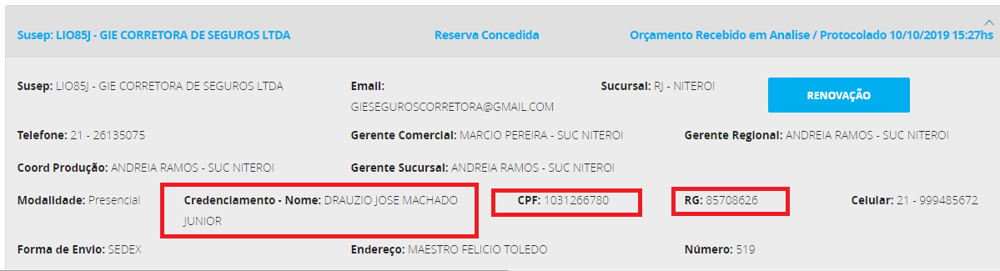 Susep: LIO85J - GIE CORRETORA DE SEGUROS LTDA Reserva Concedida Orçamento Recebido em Analise / Protocolado 10/10/2019 15:27hs
Susep: LIO85J - GIE CORRETORA DE SEGUROS LTDA Email: Sucursal: RJ - NITEROI RENOVAÇÃO
GIESEGUROSCORRETORA@GMAIL.COM
Telefone: 21 - 26135075 Gerente Comercial: MARCIO PEREIRA - SUC NITEROI Gerente Regional: ANDREIA RAMOS - SUC NITEROI
Coord Produção: ANDREIA RAMOS - SUC NITEROI Gerente Sucursal: ANDREIA RAMOS - SUC NITEROI
Modalidade: Presencial Credenciamento - Nome: DRAUZIO JOSE MACHADO CPF: 1031266780 RG: 85708626 Celular: 21 - 999485672
JUNIOR
Forma de Envio: SEDEX Endereço: MAESTRO FELICIO TOLEDO Número: 519